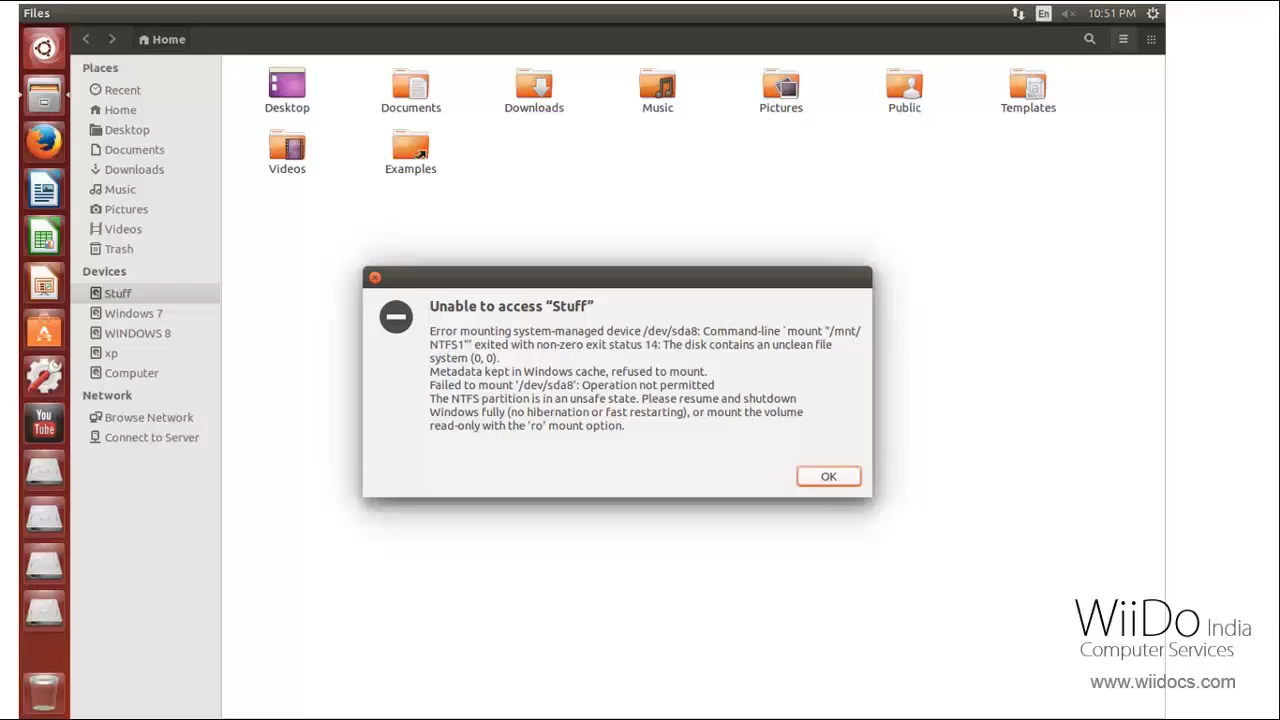 Files
En
10:51 PM
Home
Places
Recent
Home
Desktop
Documents
Downloads
Music
Pictures
Videos
Trash
Devices
Stuff
Windows 7
WINDOWS 8
xp
Computer
Network
Browse Network
Connect to Server
Desktop
Documents
Downloads
Music
Pictures
Public
Templates
Videos
Examples
Unable to access “Stuff”
Error mounting system-managed device /dev/sda8: Command-line `mount "/mnt/
NTFS1"' exited with non-zero exit status 14: The disk contains an unclean file
system (0, 0).
Metadata kept in Windows cache, refused to mount.
Failed to mount '/dev/sda8': Operation not permitted
The NTFS partition is in an unsafe state. Please resume and shutdown
Windows fully (no hibernation or fast restarting), or mount the volume
read-only with the 'ro' mount option.
OK
You
Tube
WiiDo India
Computer Services
www.wiidocs.com